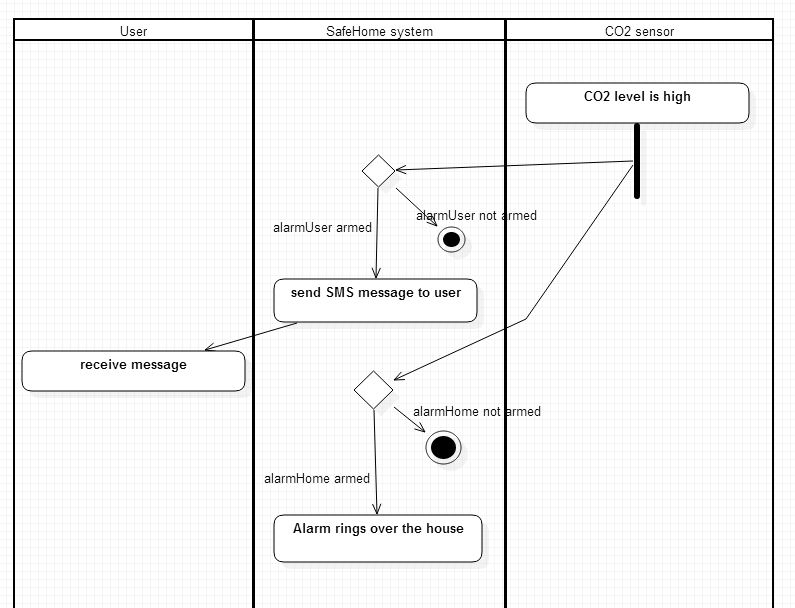 User
SafeHome system
CO2 sensor
CO2 level is high
alarmUser not armed
alarmUser armed
send SMS message to user
receive message
alarmHome not armed
alarmHome armed
Alarm rings over the house